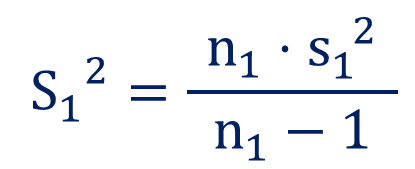 S₁² = n₁ · s₁² / n₁ − 1